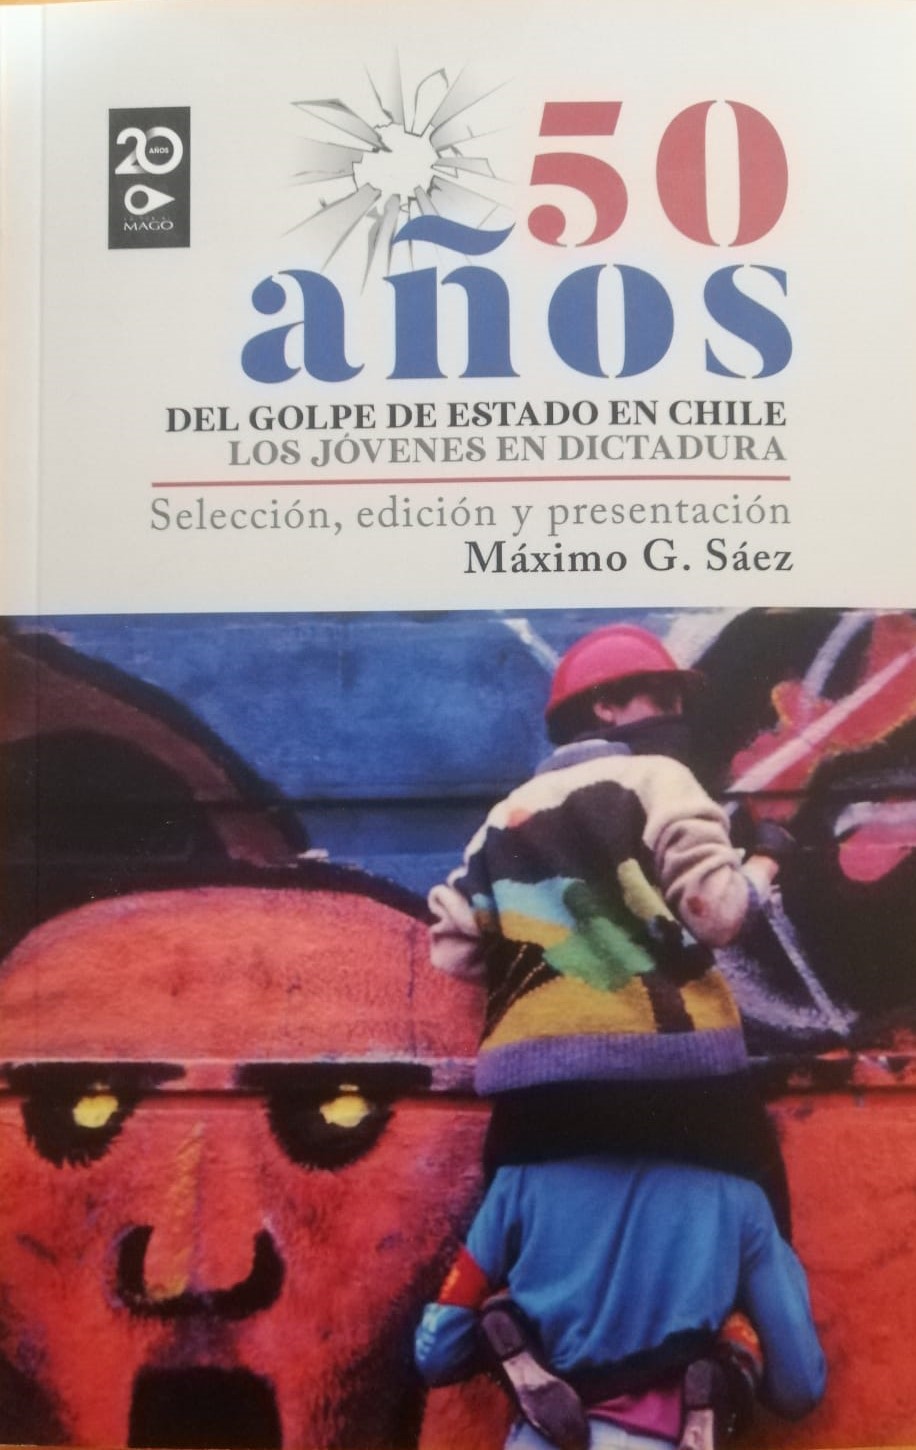 20
AÑOS
MAGO
50
años
DEL GOLPE DE ESTADO EN CHILE
LOS JÓVENES EN DICTADURA
Selección, edición y presentación
Máximo G. Sáez